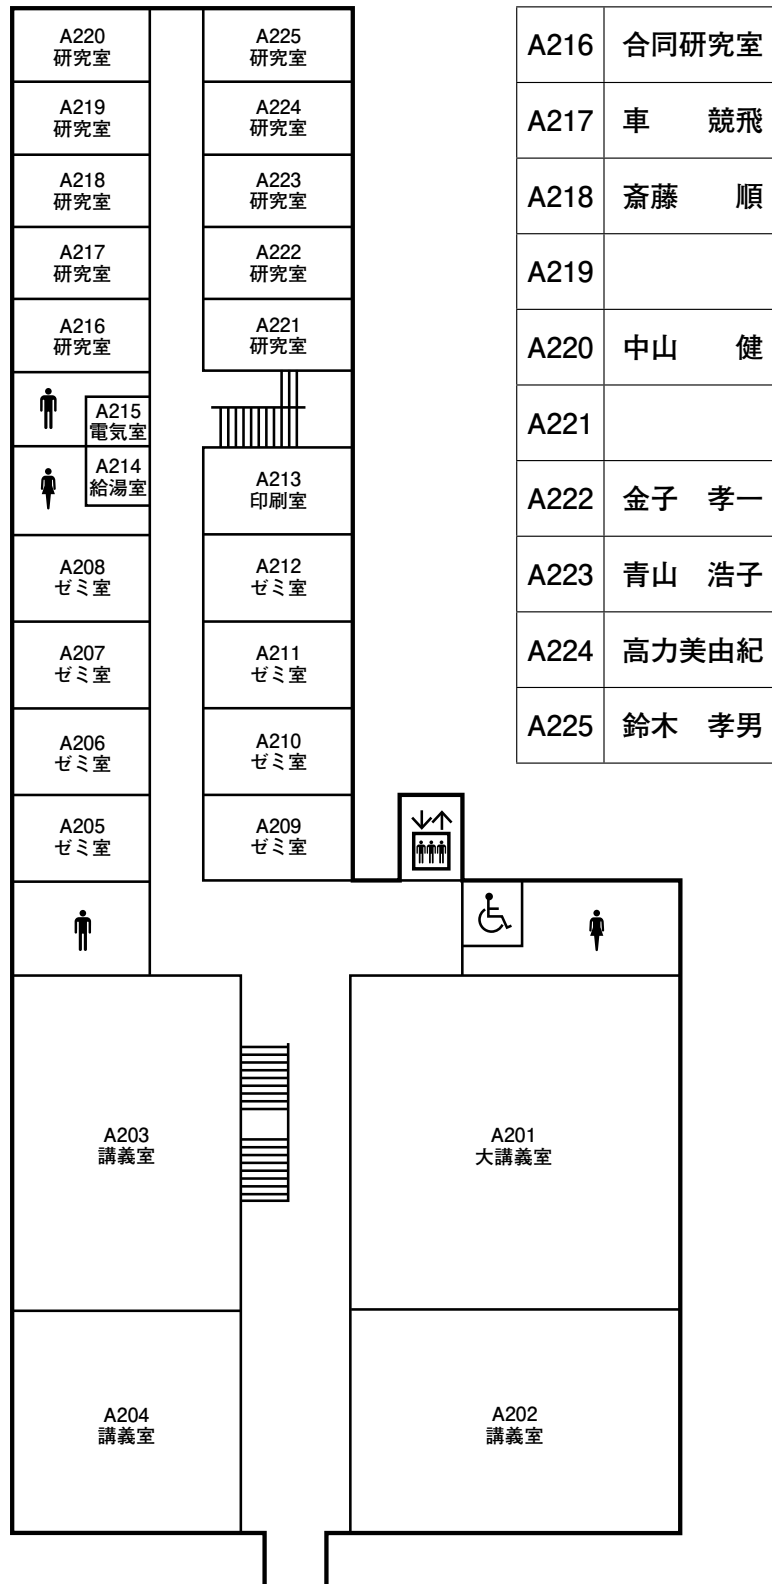 A220
研究室
A225
研究室
A219
研究室
A224
研究室
A218
研究室
A223
研究室
A217
研究室
A222
研究室
A216
研究室
A221
研究室
A215
電気室
A214
給湯室
A213
印刷室
A208
ゼミ室
A212
ゼミ室
A207
ゼミ室
A211
ゼミ室
A206
ゼミ室
A210
ゼミ室
A205
ゼミ室
A209
ゼミ室
A203
講義室
A201
大講義室
A204
講義室
A202
講義室
A216 合同研究室
A217 車 競飛
A218 斎藤 順
A219
A220 中山 健
A221
A222 金子 孝一
A223 青山 浩子
A224 高力美由紀
A225 鈴木 孝男